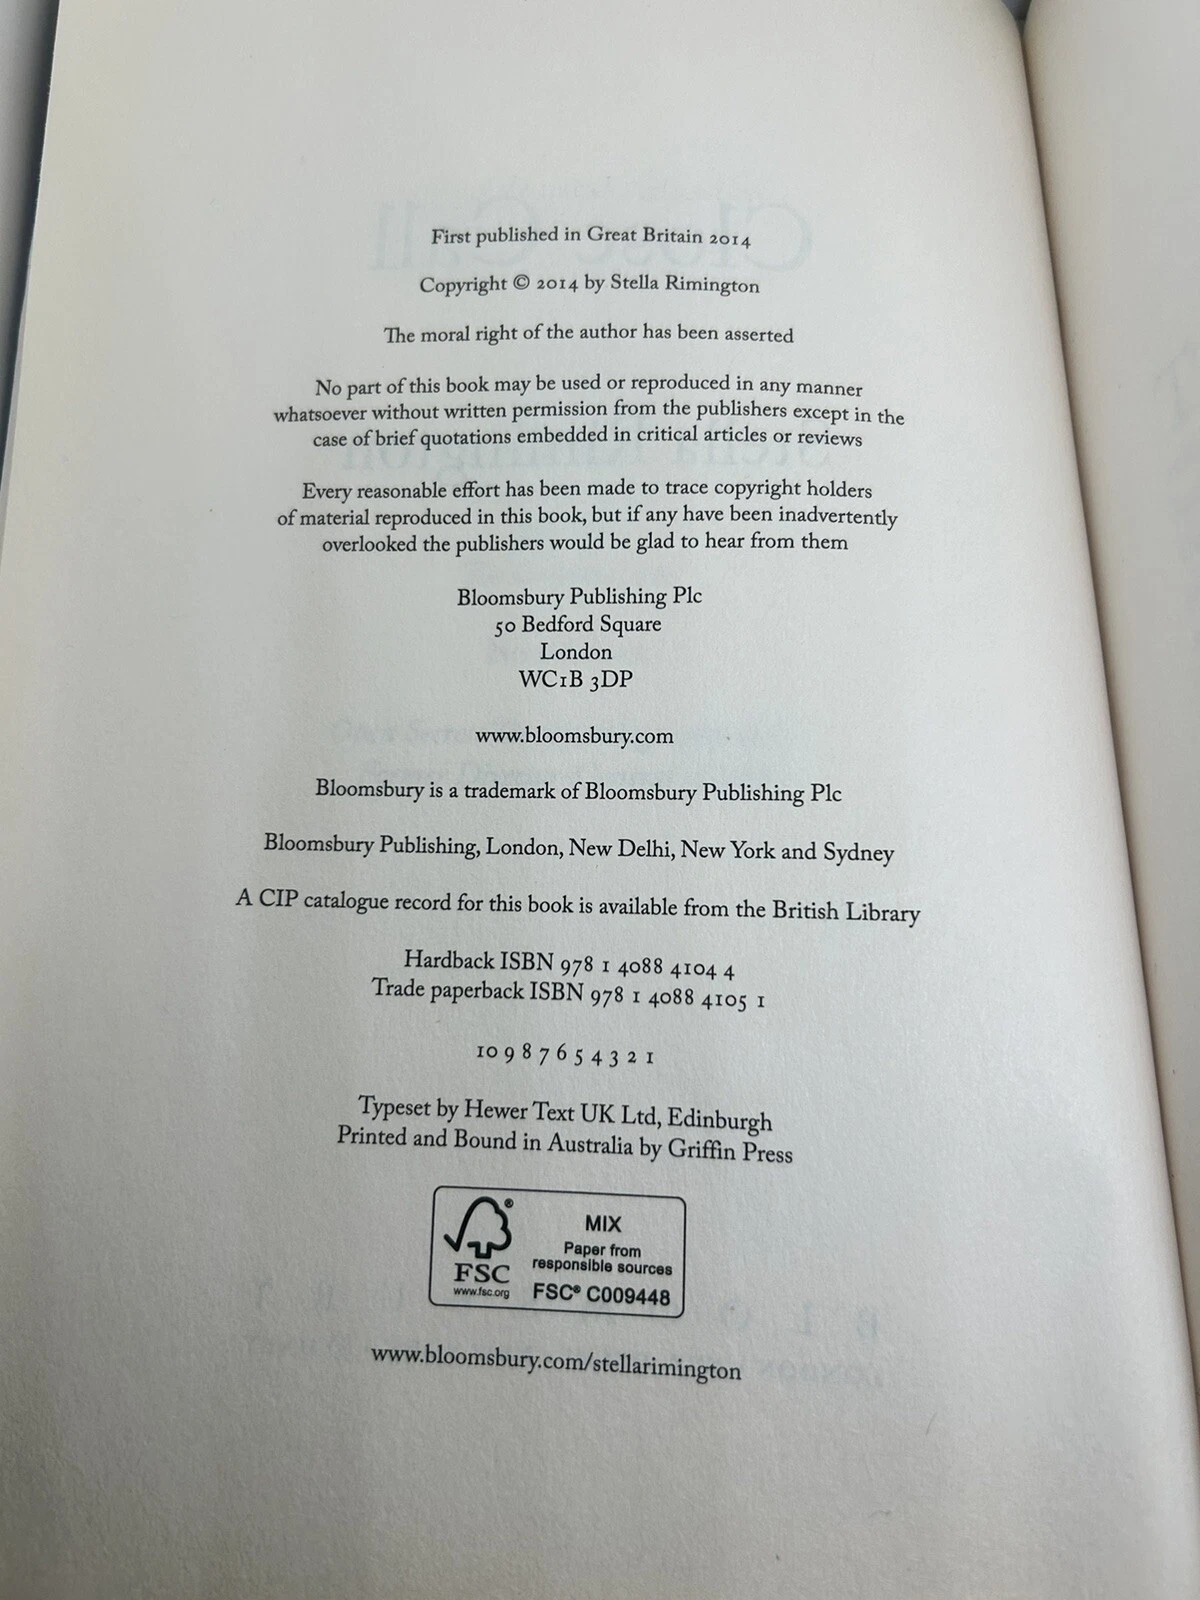 First published in Great Britain 2014
Copyright © 2014 by Stella Rimington
The moral right of the author has been asserted
No part of this book may be used or reproduced in any manner
whatsoever without written permission from the publishers except in the
case of brief quotations embedded in critical articles or reviews
Every reasonable effort has been made to trace copyright holders
of material reproduced in this book, but if any have been inadvertently
overlooked the publishers would be glad to hear from them
Bloomsbury Publishing Plc
50 Bedford Square
London
WC1B 3DP
www.bloomsbury.com
Bloomsbury is a trademark of Bloomsbury Publishing Plc
Bloomsbury Publishing, London, New Delhi, New York and Sydney
A CIP catalogue record for this book is available from the British Library
Hardback ISBN 978 1 4088 4104 4
Trade paperback ISBN 978 1 4088 4105 1
10 9 8 7 6 5 4 3 2 1
Typeset by Hewer Text UK Ltd, Edinburgh
Printed and Bound in Australia by Griffin Press
®
FSC
www.fsc.org
MIX
Paper from
responsible sources
FSC® C009448
www.bloomsbury.com/stellarimington